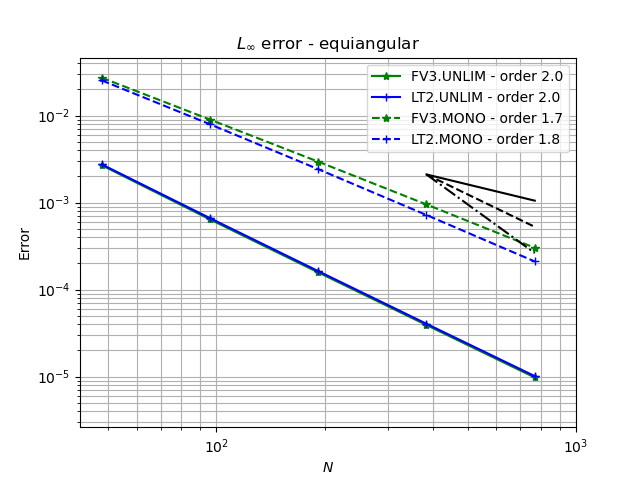 L∞ error - equiangular
FV3.UNLIM - order 2.0
LT2.UNLIM - order 2.0
FV3.MONO - order 1.7
LT2.MONO - order 1.8
Error
10⁻²
10⁻³
10⁻⁴
10⁻⁵
10² 10³
N